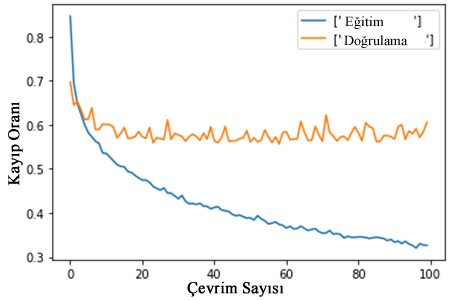 ['Eğitim ']
['Doğrulama ']
0.8
0.7
0.6
0.5
0.4
0.3
Kayıp Oranı
0 20 40 60 80 100
Çevrim Sayısı